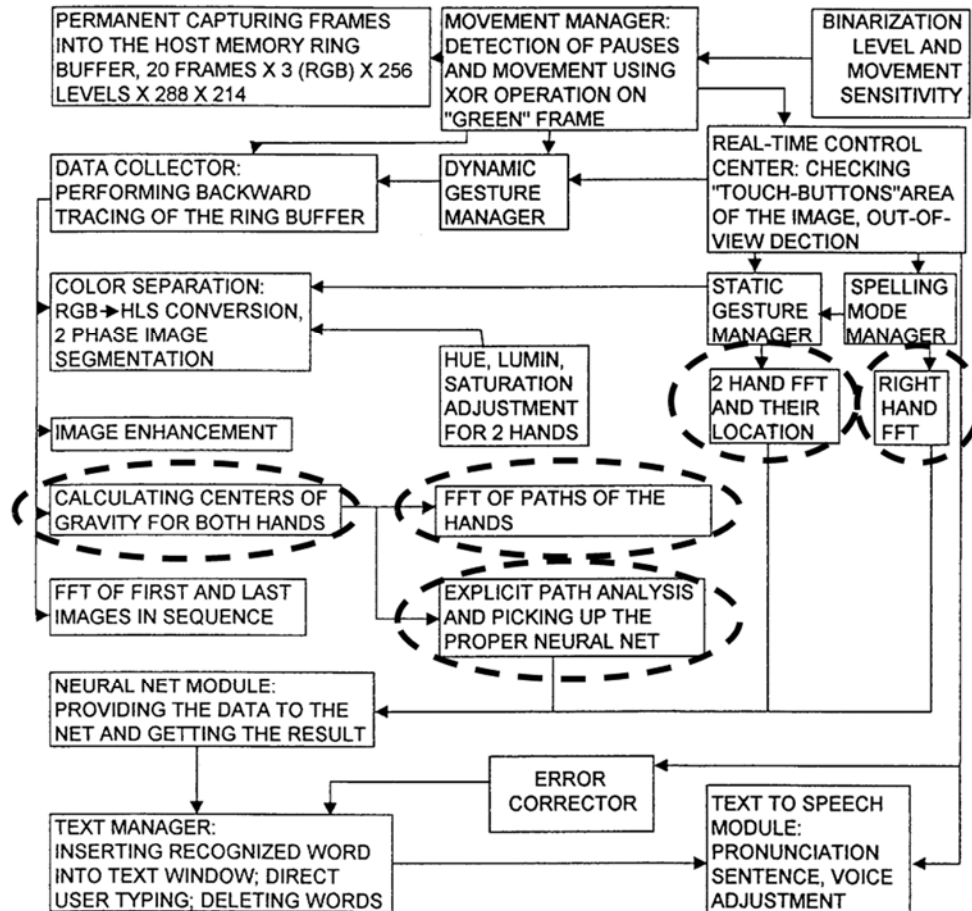 PERMANENT CAPTURING FRAMES
INTO THE HOST MEMORY RING
BUFFER, 20 FRAMES X 3 (RGB) X 256
LEVELS X 288 X 214
MOVEMENT MANAGER:
DETECTION OF PAUSES
AND MOVEMENT USING
XOR OPERATION ON
"GREEN" FRAME
BINARIZATION
LEVEL AND
MOVEMENT
SENSITIVITY
DATA COLLECTOR:
PERFORMING BACKWARD
TRACING OF THE RING BUFFER
DYNAMIC
GESTURE
MANAGER
REAL-TIME CONTROL
CENTER: CHECKING
"TOUCH-BUTTONS"AREA
OF THE IMAGE, OUT-OF-
VIEW DECTION
COLOR SEPARATION:
RGB→HLS CONVERSION,
2 PHASE IMAGE
SEGMENTATION
STATIC
GESTURE
MANAGER
SPELLING
MODE
MANAGER
HUE, LUMIN,
SATURATION
ADJUSTMENT
FOR 2 HANDS
2 HAND FFT
AND THEIR
LOCATION
RIGHT
HAND
FFT
IMAGE ENHANCEMENT
CALCULATING CENTERS OF
GRAVITY FOR BOTH HANDS
FFT OF PATHS OF THE
HANDS
FFT OF FIRST AND LAST
IMAGES IN SEQUENCE
EXPLICIT PATH ANALYSIS
AND PICKING UP THE
PROPER NEURAL NET
NEURAL NET MODULE:
PROVIDING THE DATA TO THE
NET AND GETTING THE RESULT
ERROR
CORRECTOR
TEXT MANAGER:
INSERTING RECOGNIZED WORD
INTO TEXT WINDOW; DIRECT
USER TYPING; DELETING WORDS
TEXT TO SPEECH
MODULE:
PRONUNCIATION
SENTENCE, VOICE
ADJUSTMENT